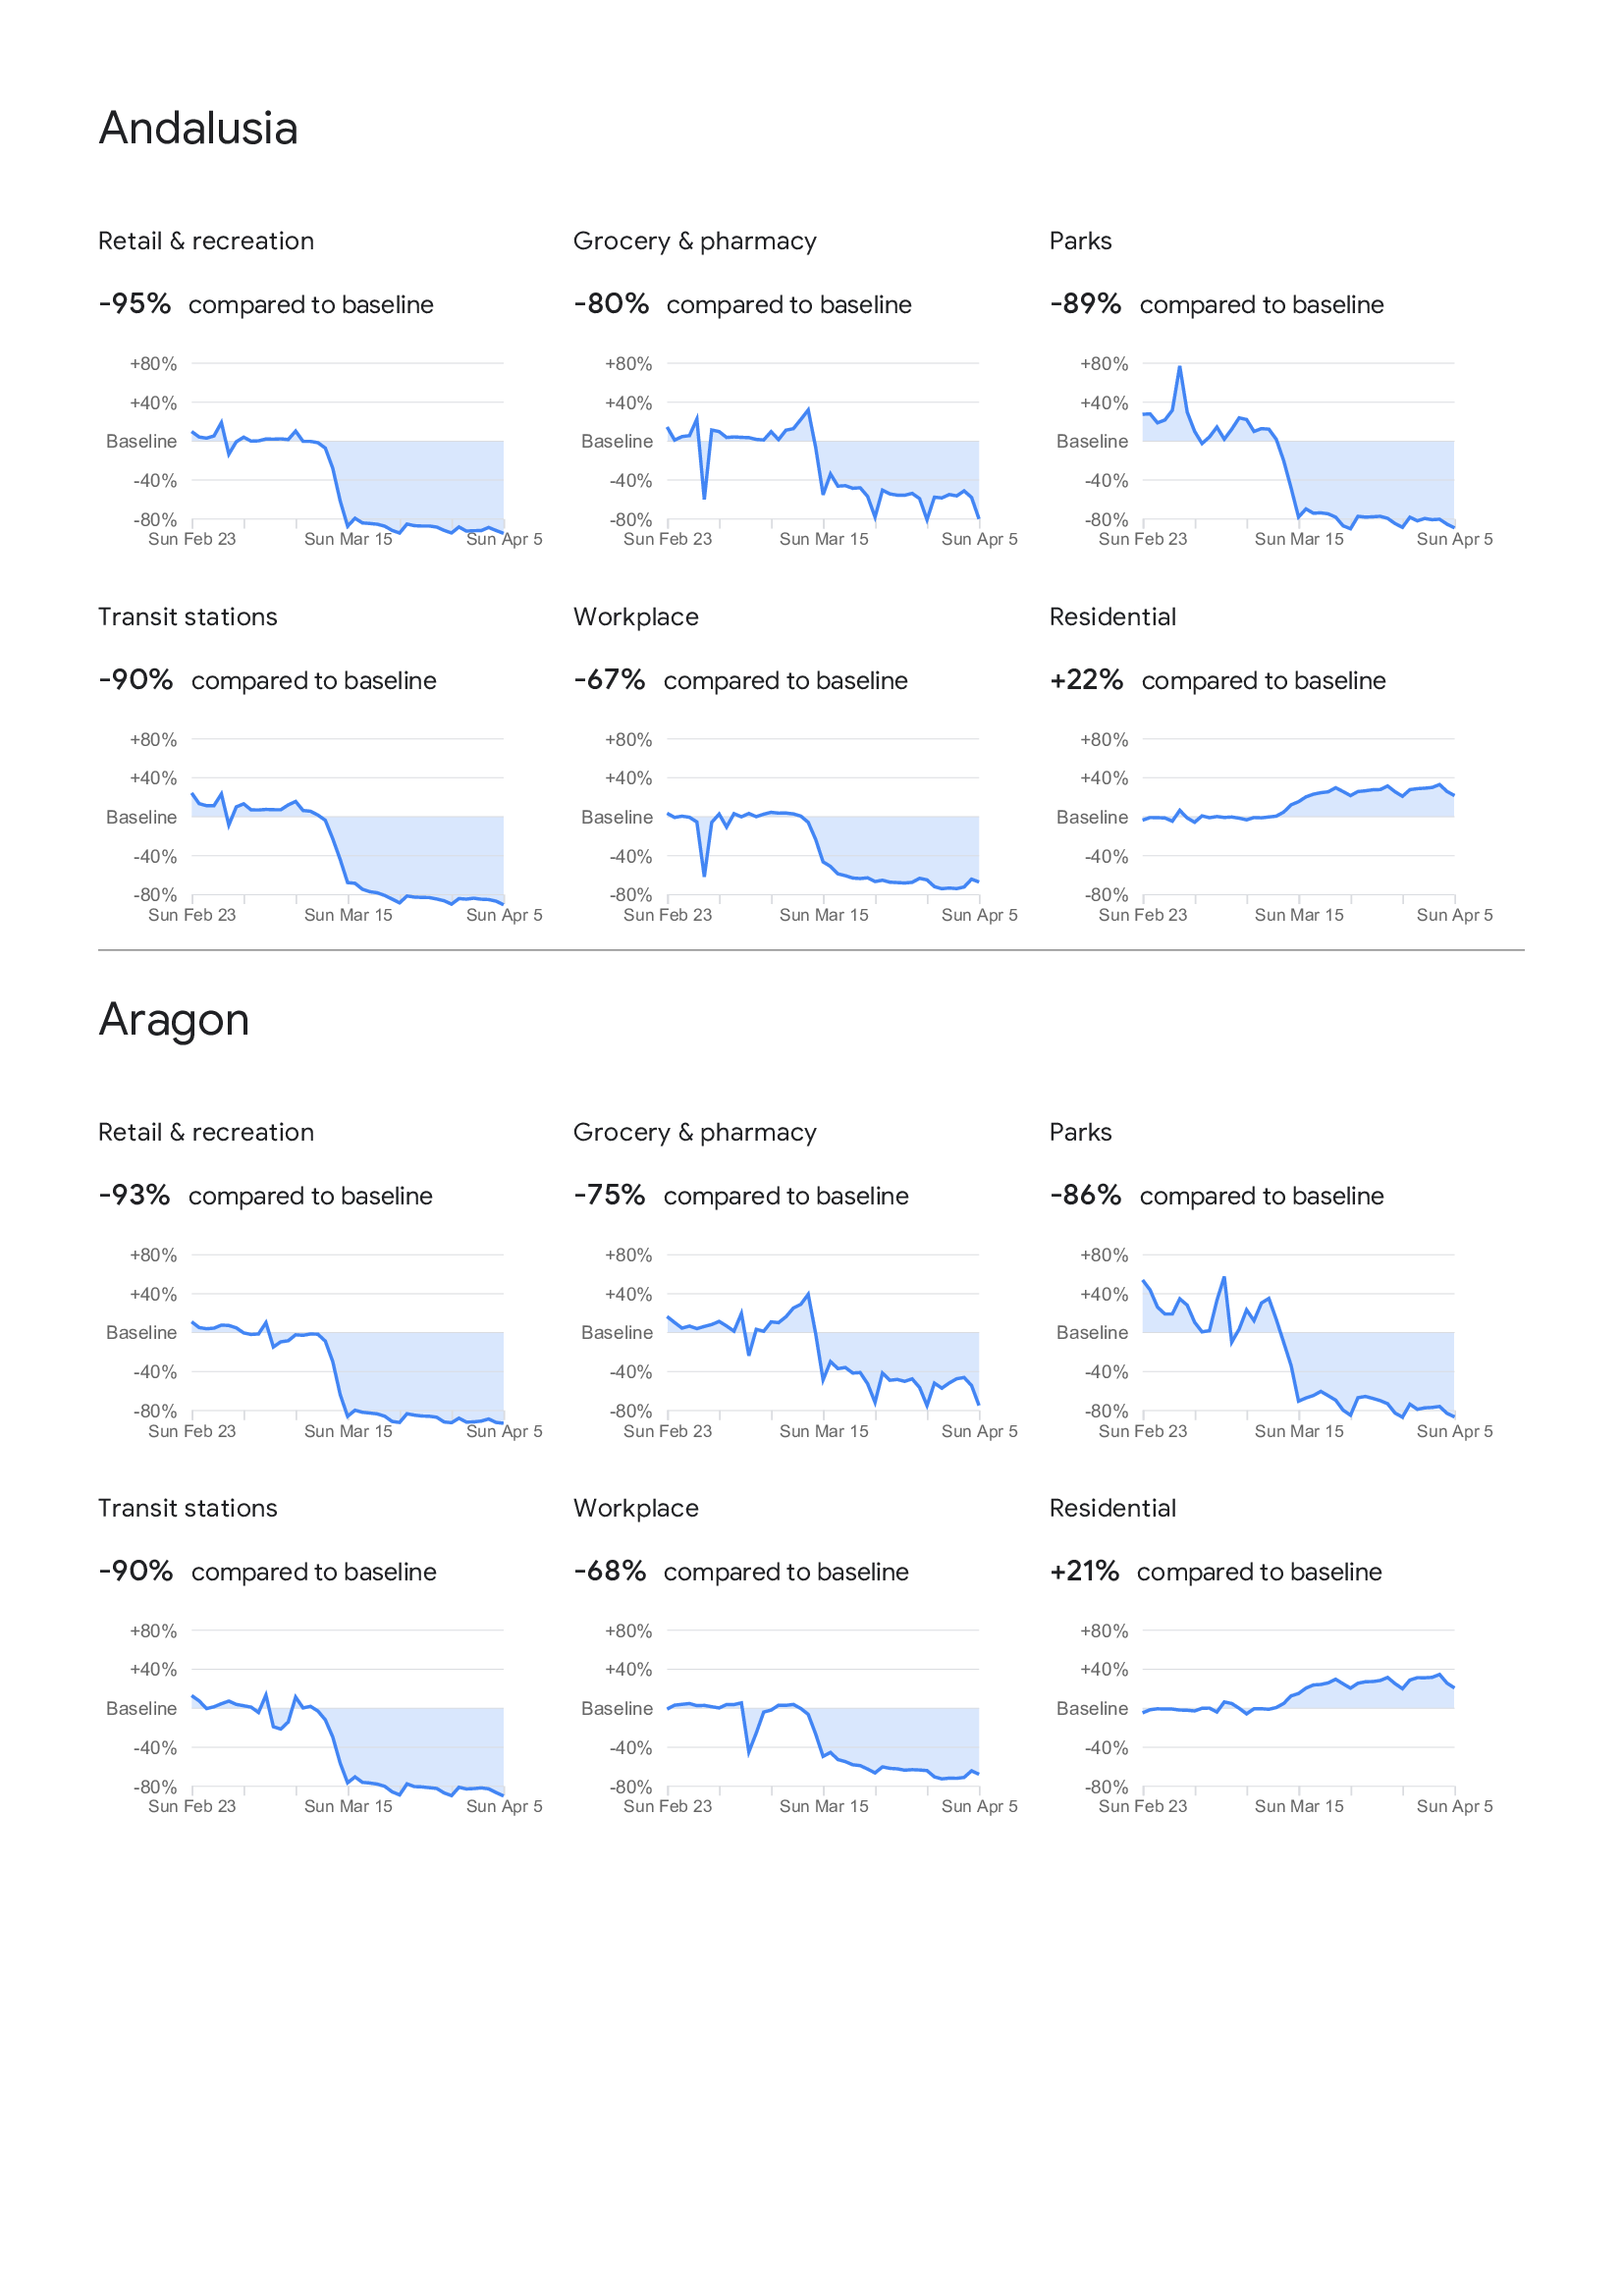 Andalusia
Retail & recreation
-95% compared to baseline
+80%
+40%
Baseline
-40%
-80%
Sun Feb 23 Sun Mar 15 Sun Apr 5
Grocery & pharmacy
-80% compared to baseline
+80%
+40%
Baseline
-40%
-80%
Sun Feb 23 Sun Mar 15 Sun Apr 5
Parks
-89% compared to baseline
+80%
+40%
Baseline
-40%
-80%
Sun Feb 23 Sun Mar 15 Sun Apr 5
Transit stations
-90% compared to baseline
+80%
+40%
Baseline
-40%
-80%
Sun Feb 23 Sun Mar 15 Sun Apr 5
Workplace
-67% compared to baseline
+80%
+40%
Baseline
-40%
-80%
Sun Feb 23 Sun Mar 15 Sun Apr 5
Residential
+22% compared to baseline
+80%
+40%
Baseline
-40%
-80%
Sun Feb 23 Sun Mar 15 Sun Apr 5
Aragon
Retail & recreation
-93% compared to baseline
+80%
+40%
Baseline
-40%
-80%
Sun Feb 23 Sun Mar 15 Sun Apr 5
Grocery & pharmacy
-75% compared to baseline
+80%
+40%
Baseline
-40%
-80%
Sun Feb 23 Sun Mar 15 Sun Apr 5
Parks
-86% compared to baseline
+80%
+40%
Baseline
-40%
-80%
Sun Feb 23 Sun Mar 15 Sun Apr 5
Transit stations
-90% compared to baseline
+80%
+40%
Baseline
-40%
-80%
Sun Feb 23 Sun Mar 15 Sun Apr 5
Workplace
-68% compared to baseline
+80%
+40%
Baseline
-40%
-80%
Sun Feb 23 Sun Mar 15 Sun Apr 5
Residential
+21% compared to baseline
+80%
+40%
Baseline
-40%
-80%
Sun Feb 23 Sun Mar 15 Sun Apr 5